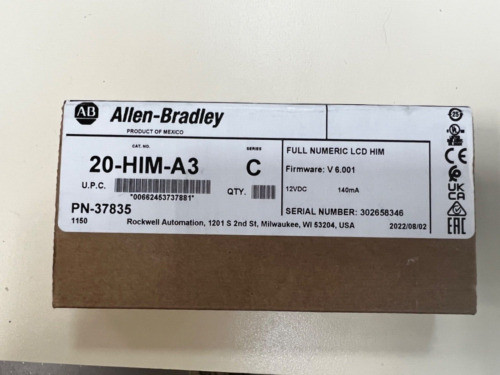 AB Allen-Bradley
PRODUCT OF MEXICO
CAT. NO. SERIES
20-HIM-A3 C
U.P.C. QTY.
*00662453737881*
PN-37835
1150
Rockwell Automation, 1201 S 2nd St, Milwaukee, WI 53204, USA
FULL NUMERIC LCD HIM
Firmware: V 6.001
12VDC 140mA
SERIAL NUMBER: 302658346
2022/08/02
25
UL
CE
UK
CA
EAC